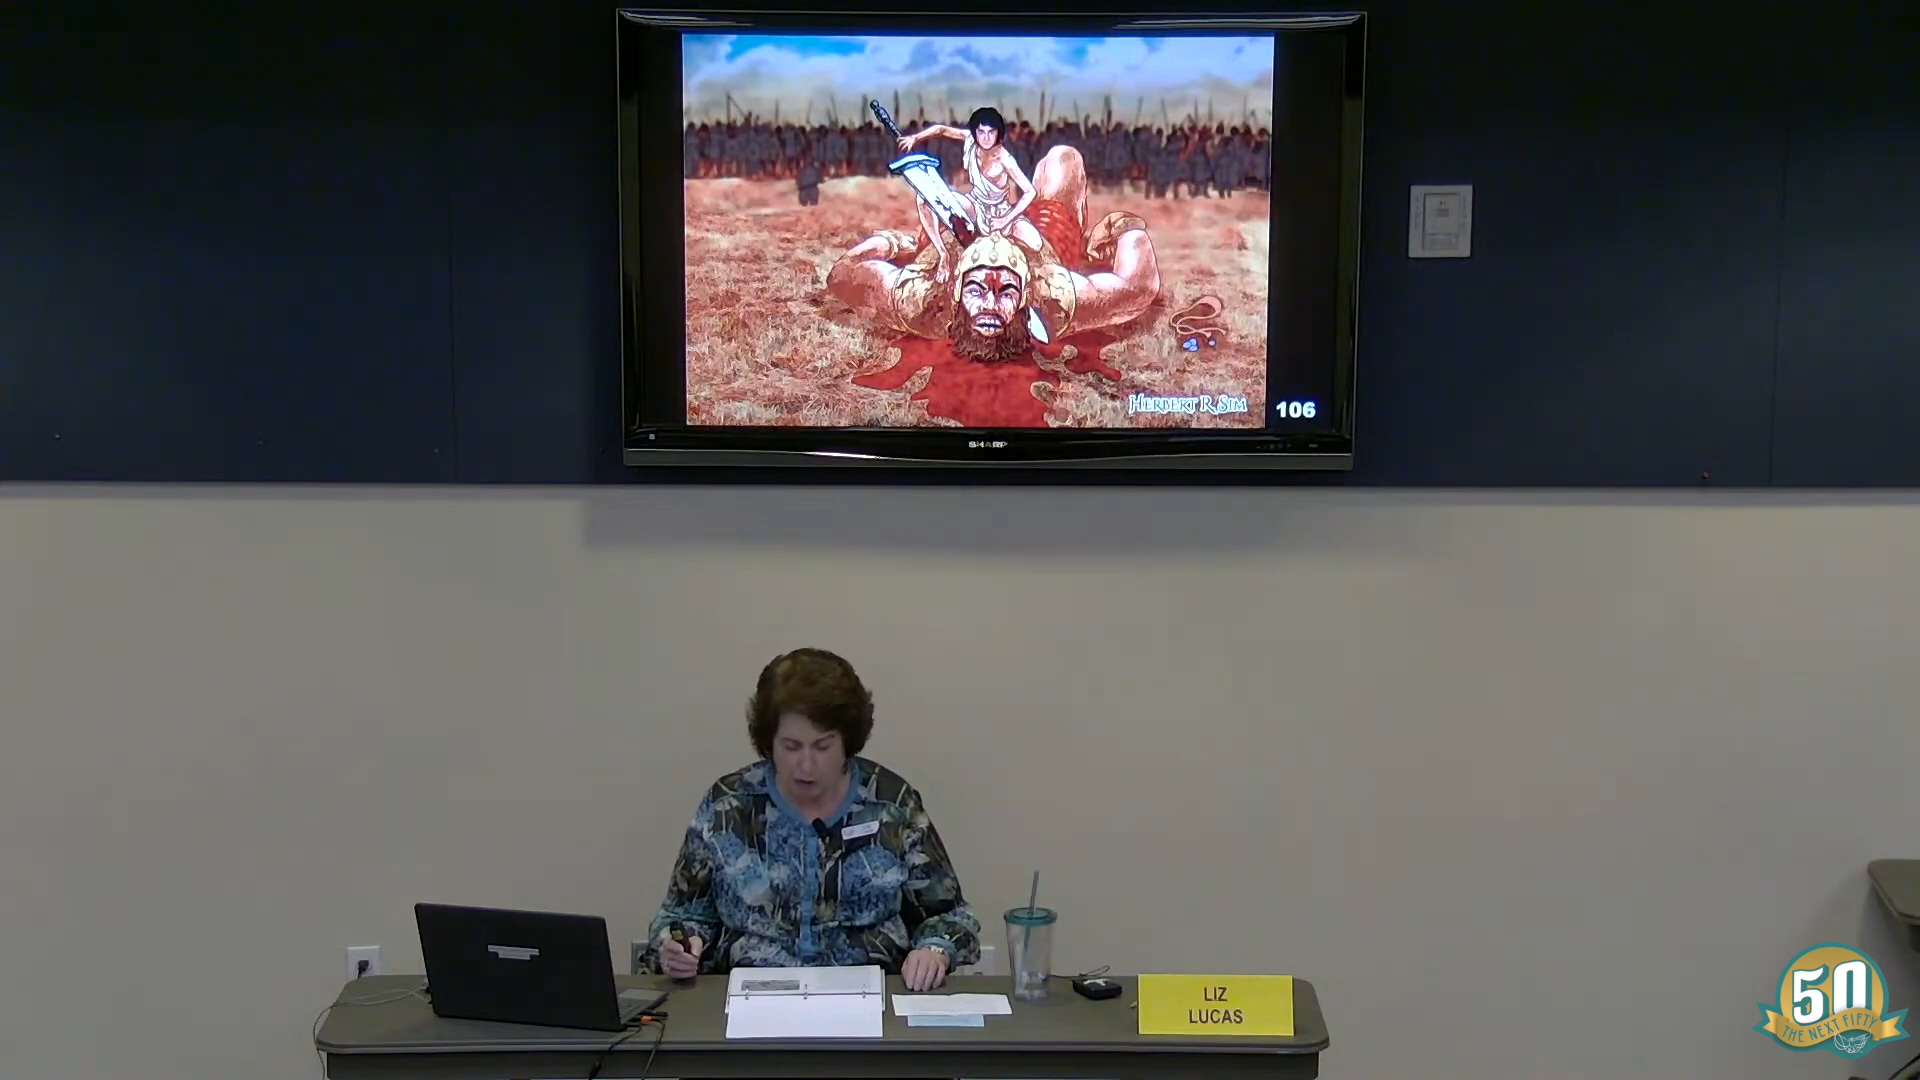 HERBERT R. SIM
106
SHARP
LIZ
LUCAS
50
THE NEXT FIFTY